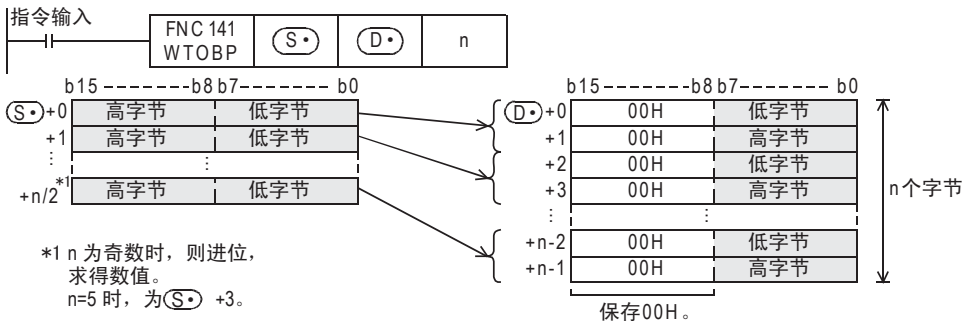 指令输入
FNC 141
WTOBP
S·
D·
n
b15 -------b8 b7-------- b0
S· +0 高字节 低字节
+1 高字节 低字节
⋮ ⋮
+n/2 *1 高字节 低字节
*1 n 为奇数时，则进位，
求得数值。
n=5 时，为 S· +3。
b15 --------b8 b7-------- b0
D· +0 00H 低字节
+1 00H 高字节
+2 00H 低字节
+3 00H 高字节
⋮ ⋮
+n-2 00H 低字节
+n-1 00H 高字节
n个字节
保存00H。